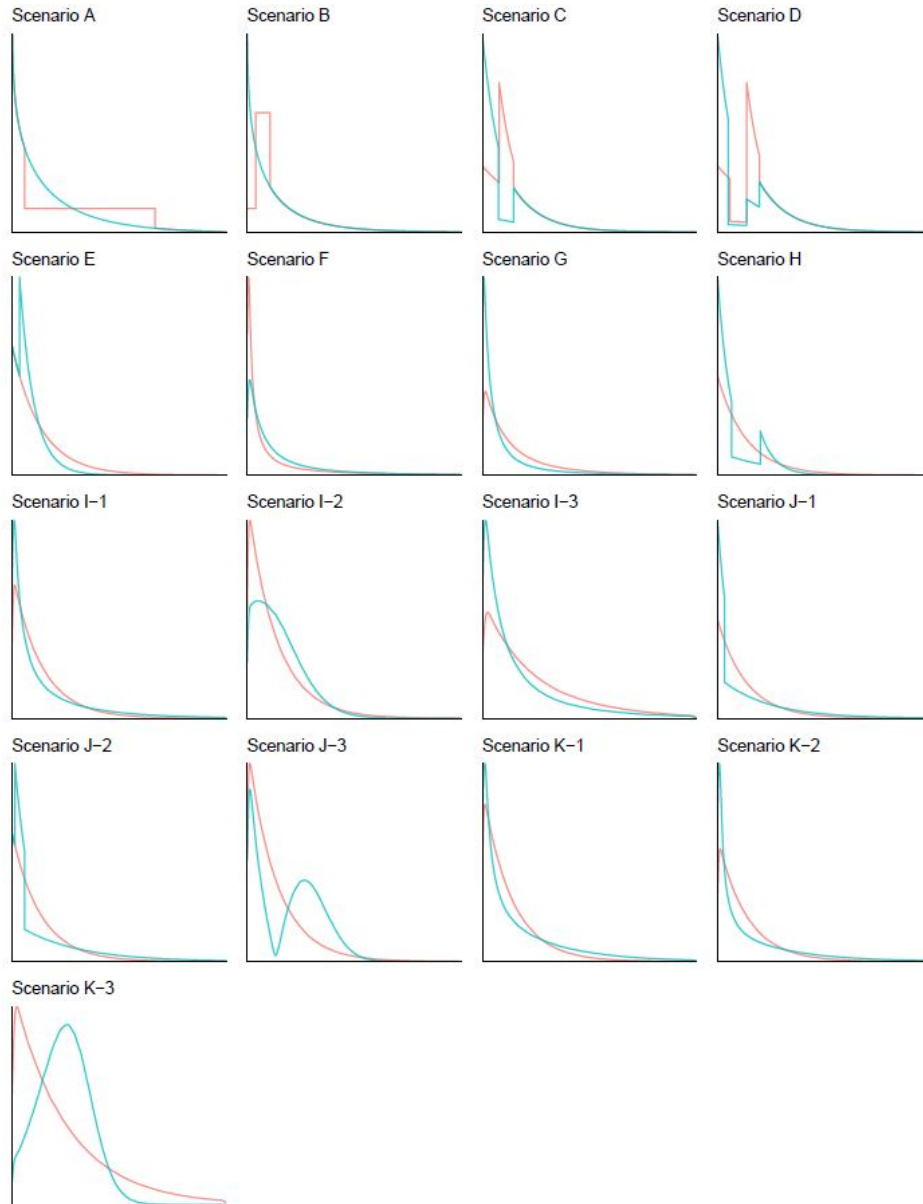 Scenario A
Scenario B
Scenario C
Scenario D
Scenario E
Scenario F
Scenario G
Scenario H
Scenario I−1
Scenario I−2
Scenario I−3
Scenario J−1
Scenario J−2
Scenario J−3
Scenario K−1
Scenario K−2
Scenario K−3